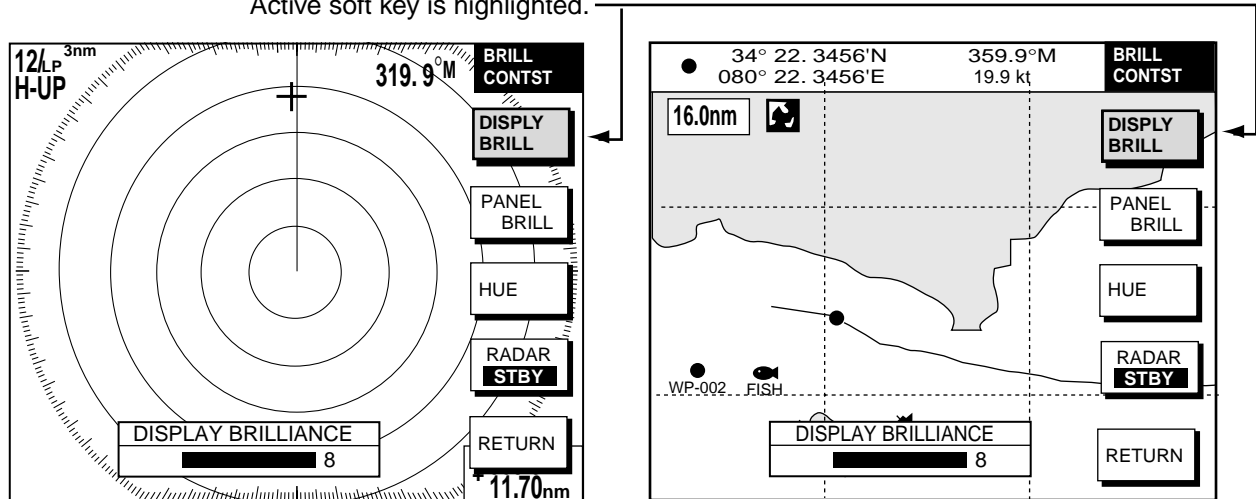 Active soft key is highlighted.
12/LP 3nm
H-UP
319. 9°M
BRILL
CONTST
DISPLY
BRILL
PANEL
BRILL
HUE
RADAR
STBY
RETURN
DISPLAY BRILLIANCE
8
+ 11.70nm
34° 22. 3456'N
080° 22. 3456'E
359.9°M
19.9 kt
BRILL
CONTST
16.0nm
DISPLY
BRILL
PANEL
BRILL
HUE
RADAR
STBY
RETURN
WP-002
FISH
DISPLAY BRILLIANCE
8